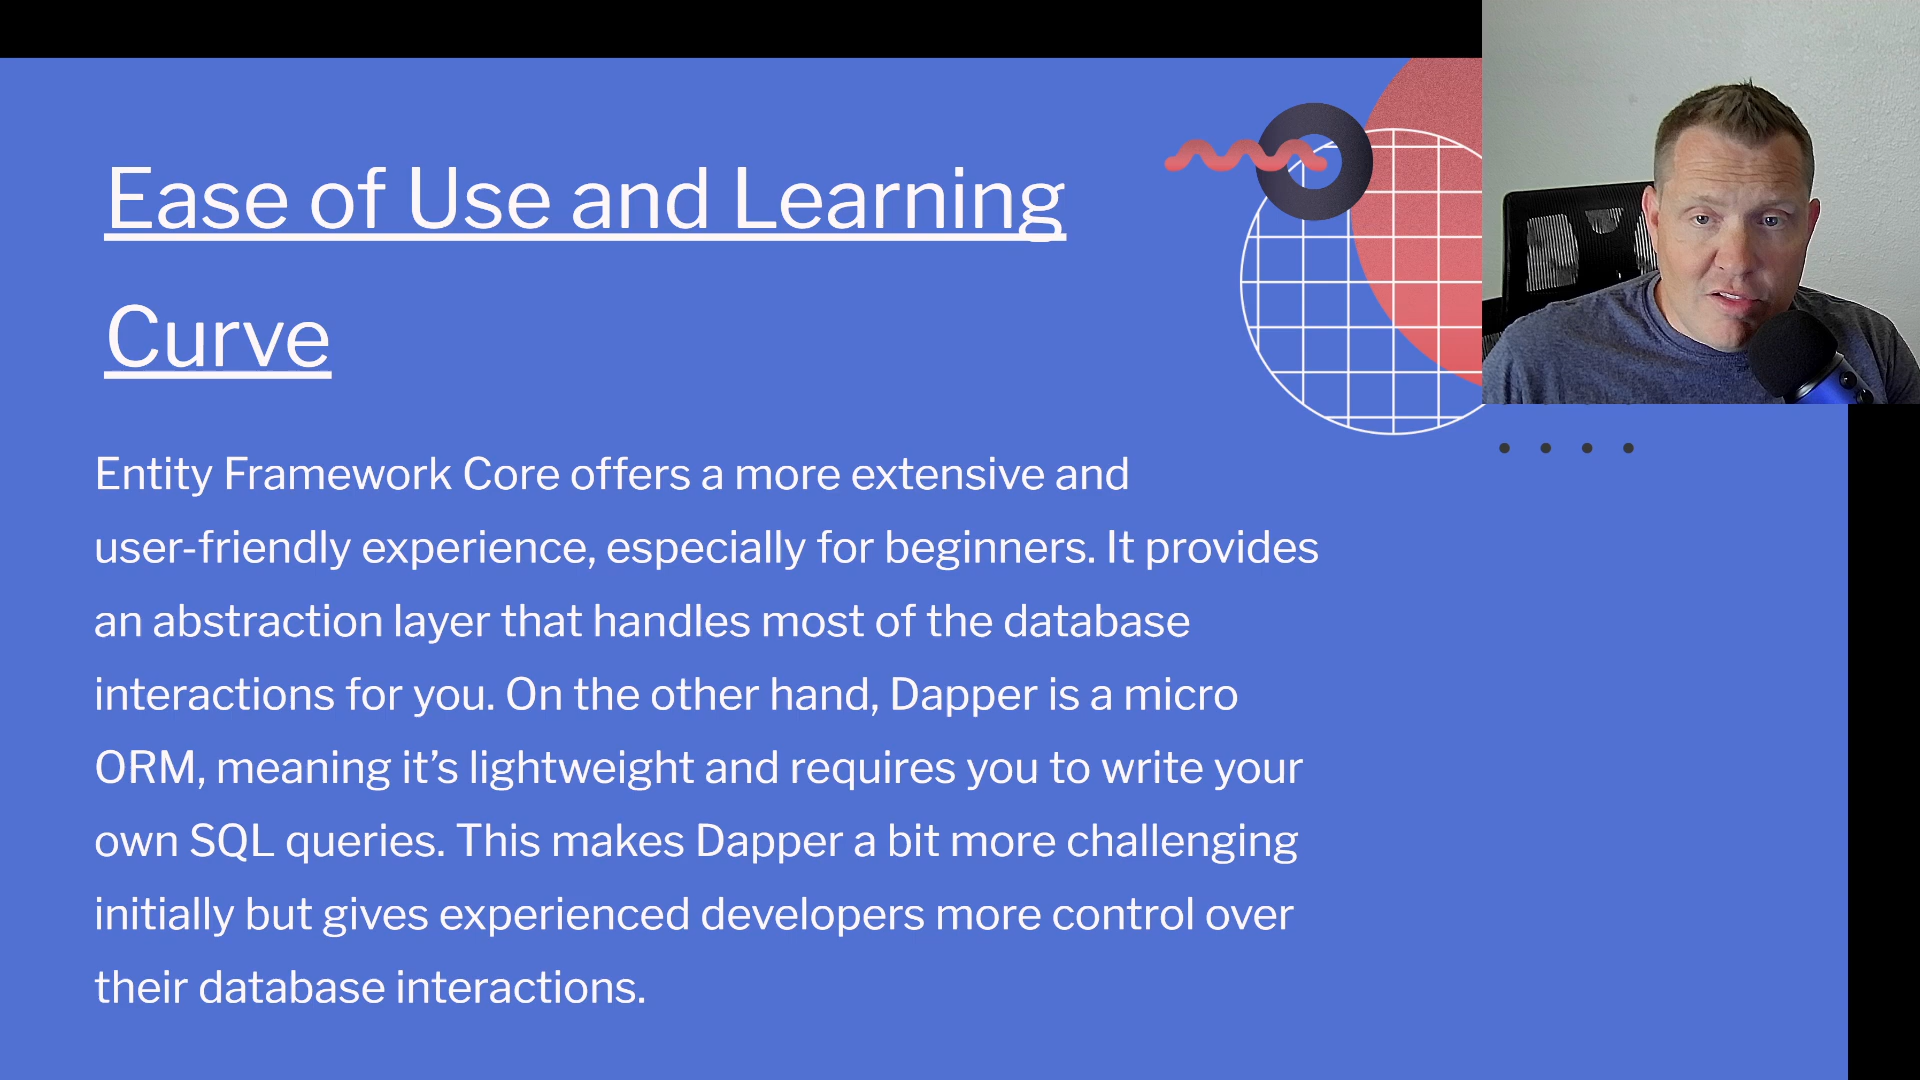 Ease of Use and Learning
Curve
Entity Framework Core offers a more extensive and
user-friendly experience, especially for beginners. It provides
an abstraction layer that handles most of the database
interactions for you. On the other hand, Dapper is a micro
ORM, meaning it’s lightweight and requires you to write your
own SQL queries. This makes Dapper a bit more challenging
initially but gives experienced developers more control over
their database interactions.